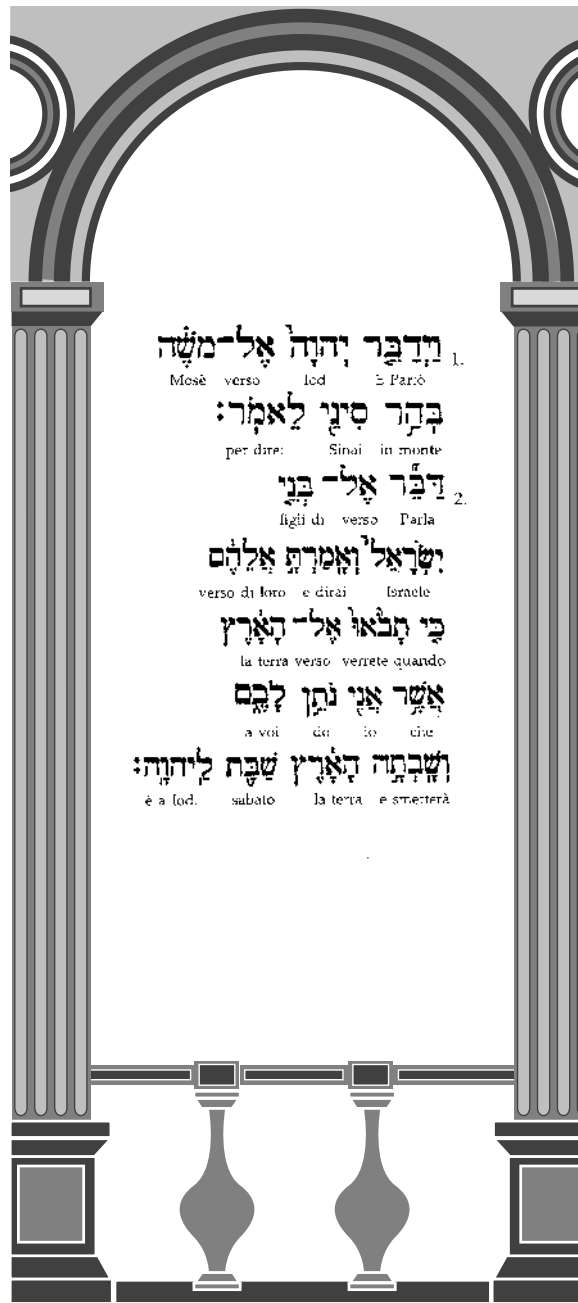 1. וַיְדַבֵּ֤ר יְהוָה֙ אֶל־מֹשֶׁ֔ה
Mosè verso Iod E Parlò
בְּהַ֥ר סִינַ֖י לֵאמֹֽר׃
per dire: Sinai in monte
2. דַּבֵּ֞ר אֶל־ בְּנֵ֤י
figli di verso Parla
יִשְׂרָאֵל֙ וְאָמַרְתָּ֣ אֲלֵהֶ֔ם
verso di loro e dirai Israele
כִּ֤י תָבֹ֙אוּ֙ אֶל־ הָאָ֔רֶץ
la terra verso verrete quando
אֲשֶׁ֥ר אֲנִ֖י נֹתֵ֣ן לָכֶ֑ם
a voi do io che
וְשָׁבְתָ֣ה הָאָ֔רֶץ שַׁבָּ֖ת לַיהוָֽה׃
è a Iod. sabato la terra e smetterà